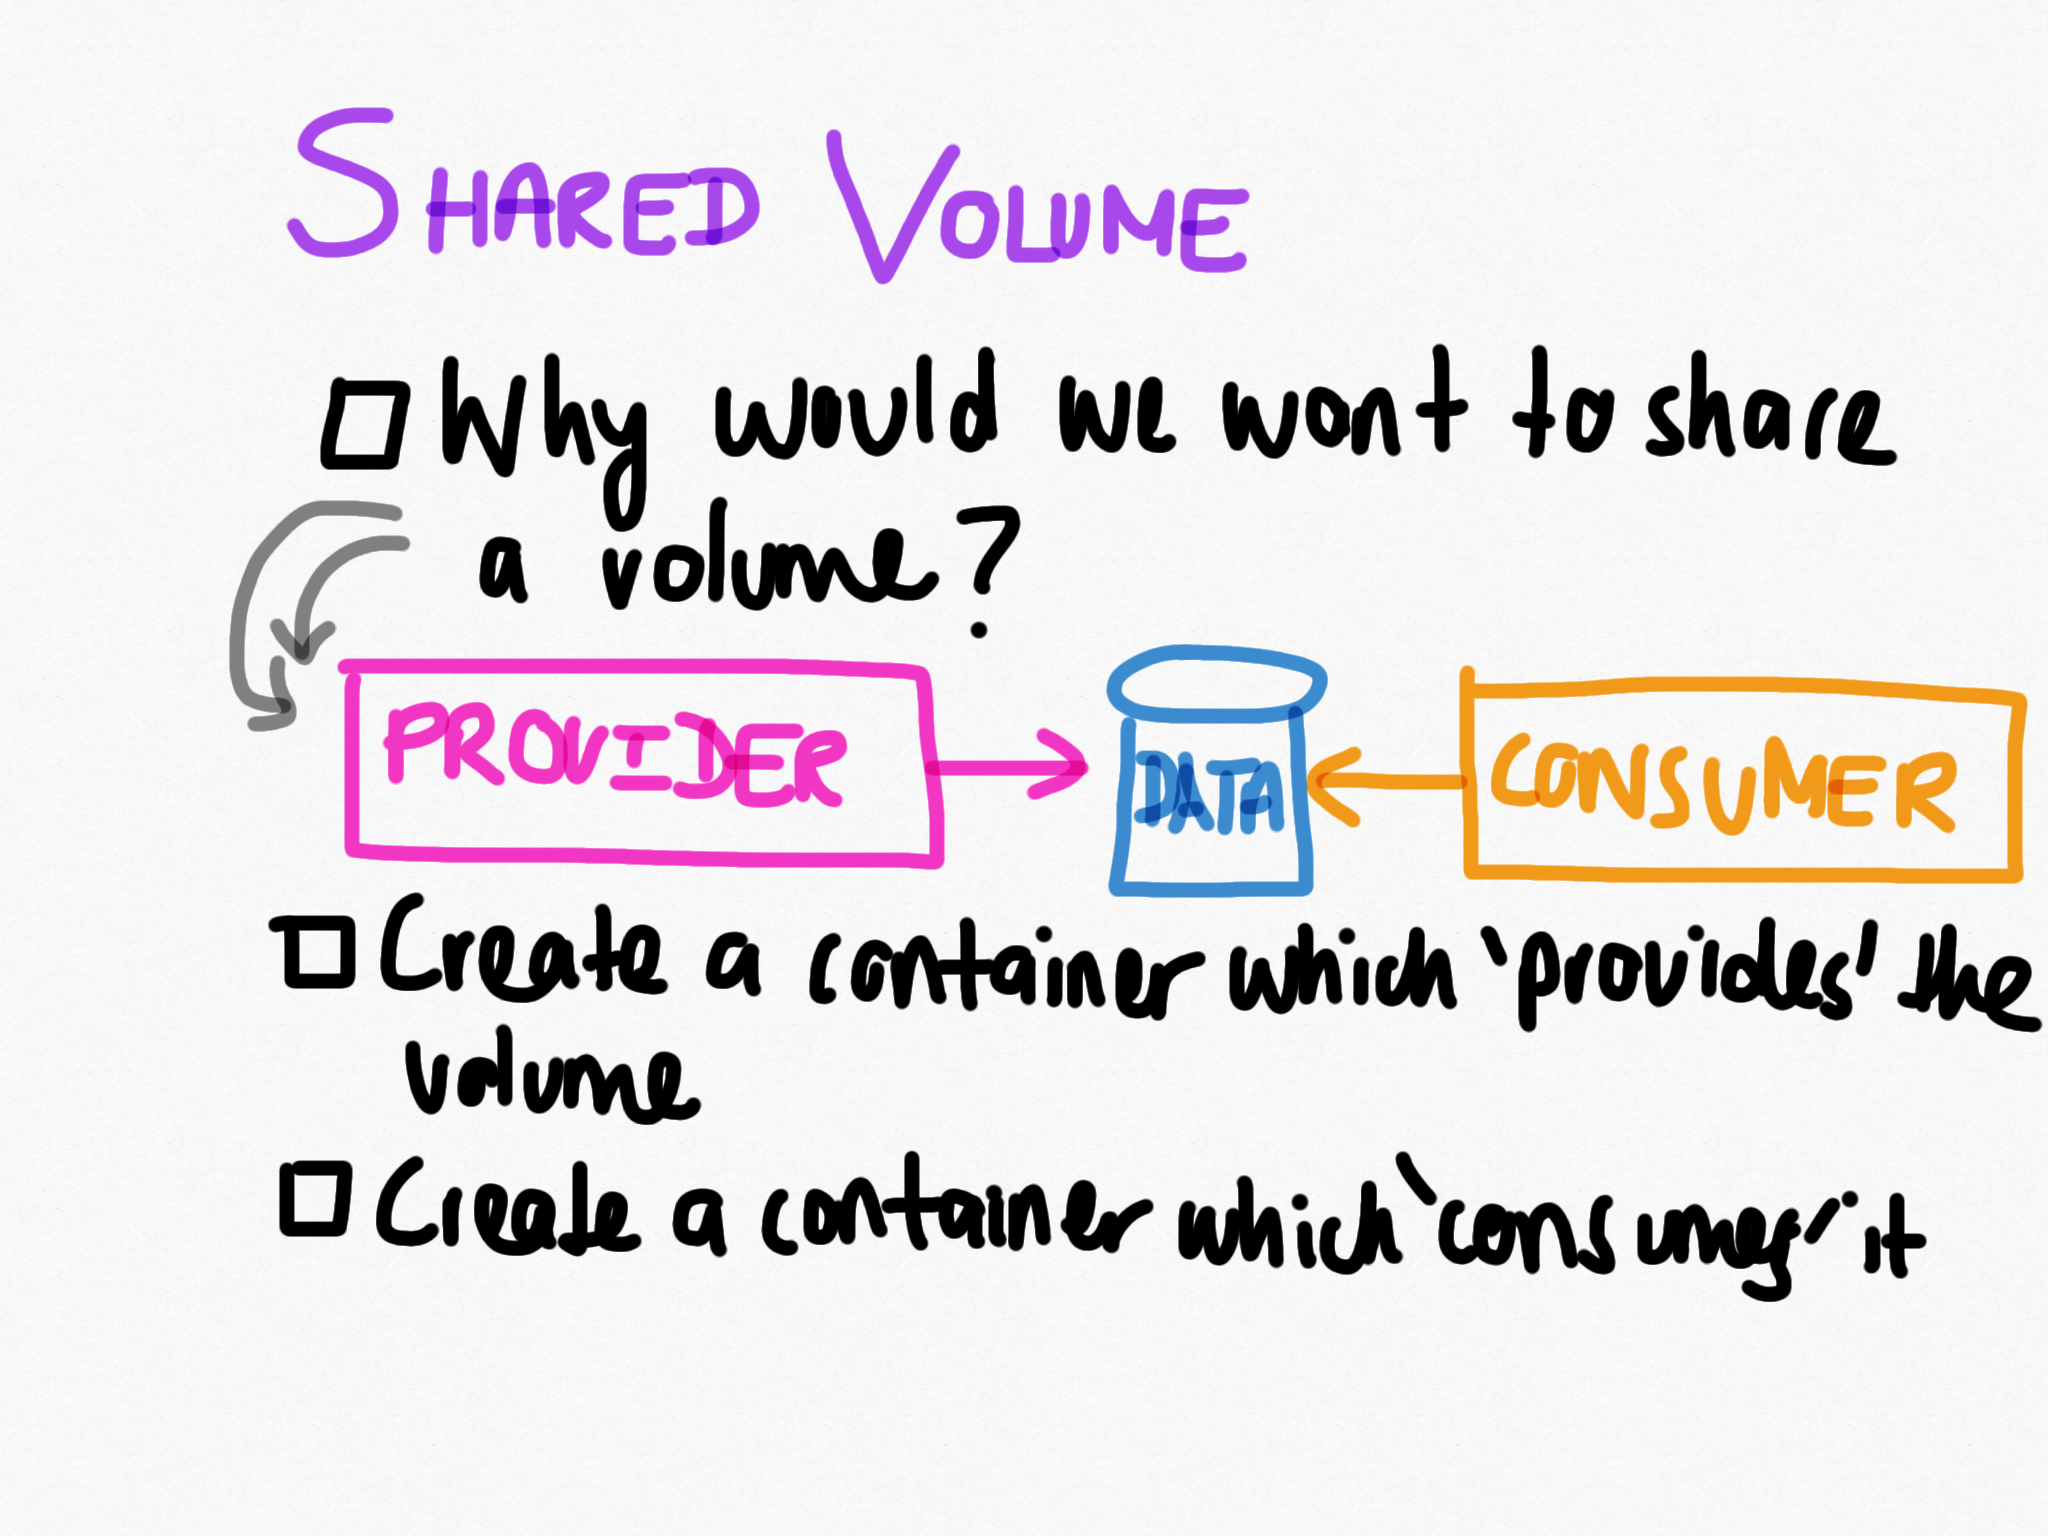 SHARED VOLUME
Why would we want to share
a volume?
PROVIDER DATA CONSUMER
Create a container which 'provides' the
volume
Create a container which 'consumes' it